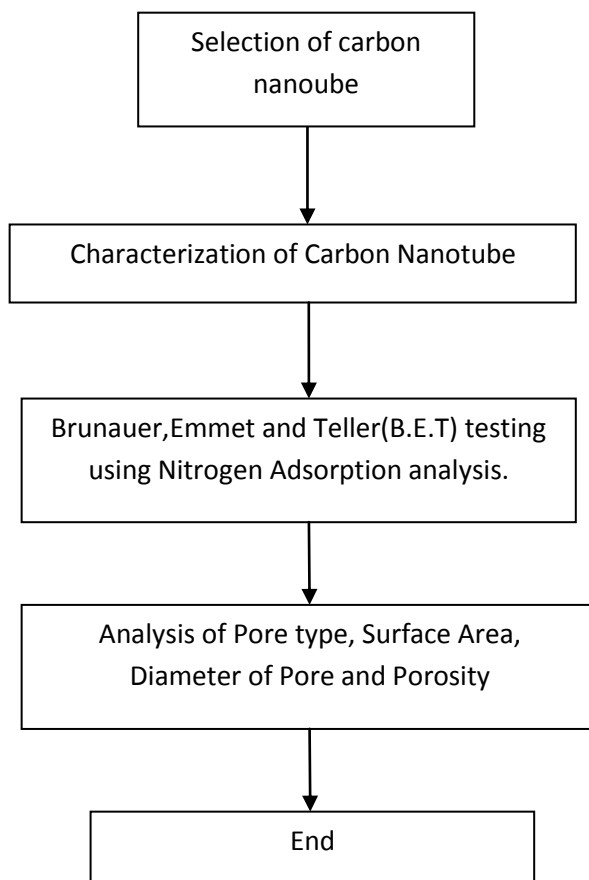 Selection of carbon
nanoube
Characterization of Carbon Nanotube
Brunauer,Emmet and Teller(B.E.T) testing
using Nitrogen Adsorption analysis.
Analysis of Pore type, Surface Area,
Diameter of Pore and Porosity
End